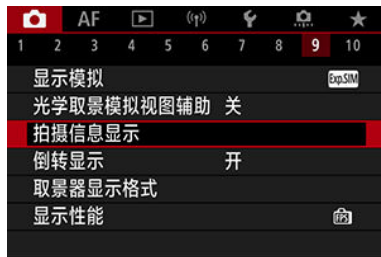 AF
1 2 3 4 5 6 7 8 9 10
显示模拟 Exp.SIM
光学取景模拟视图辅助 关
拍摄信息显示
倒转显示 开
取景器显示格式
显示性能 FPS